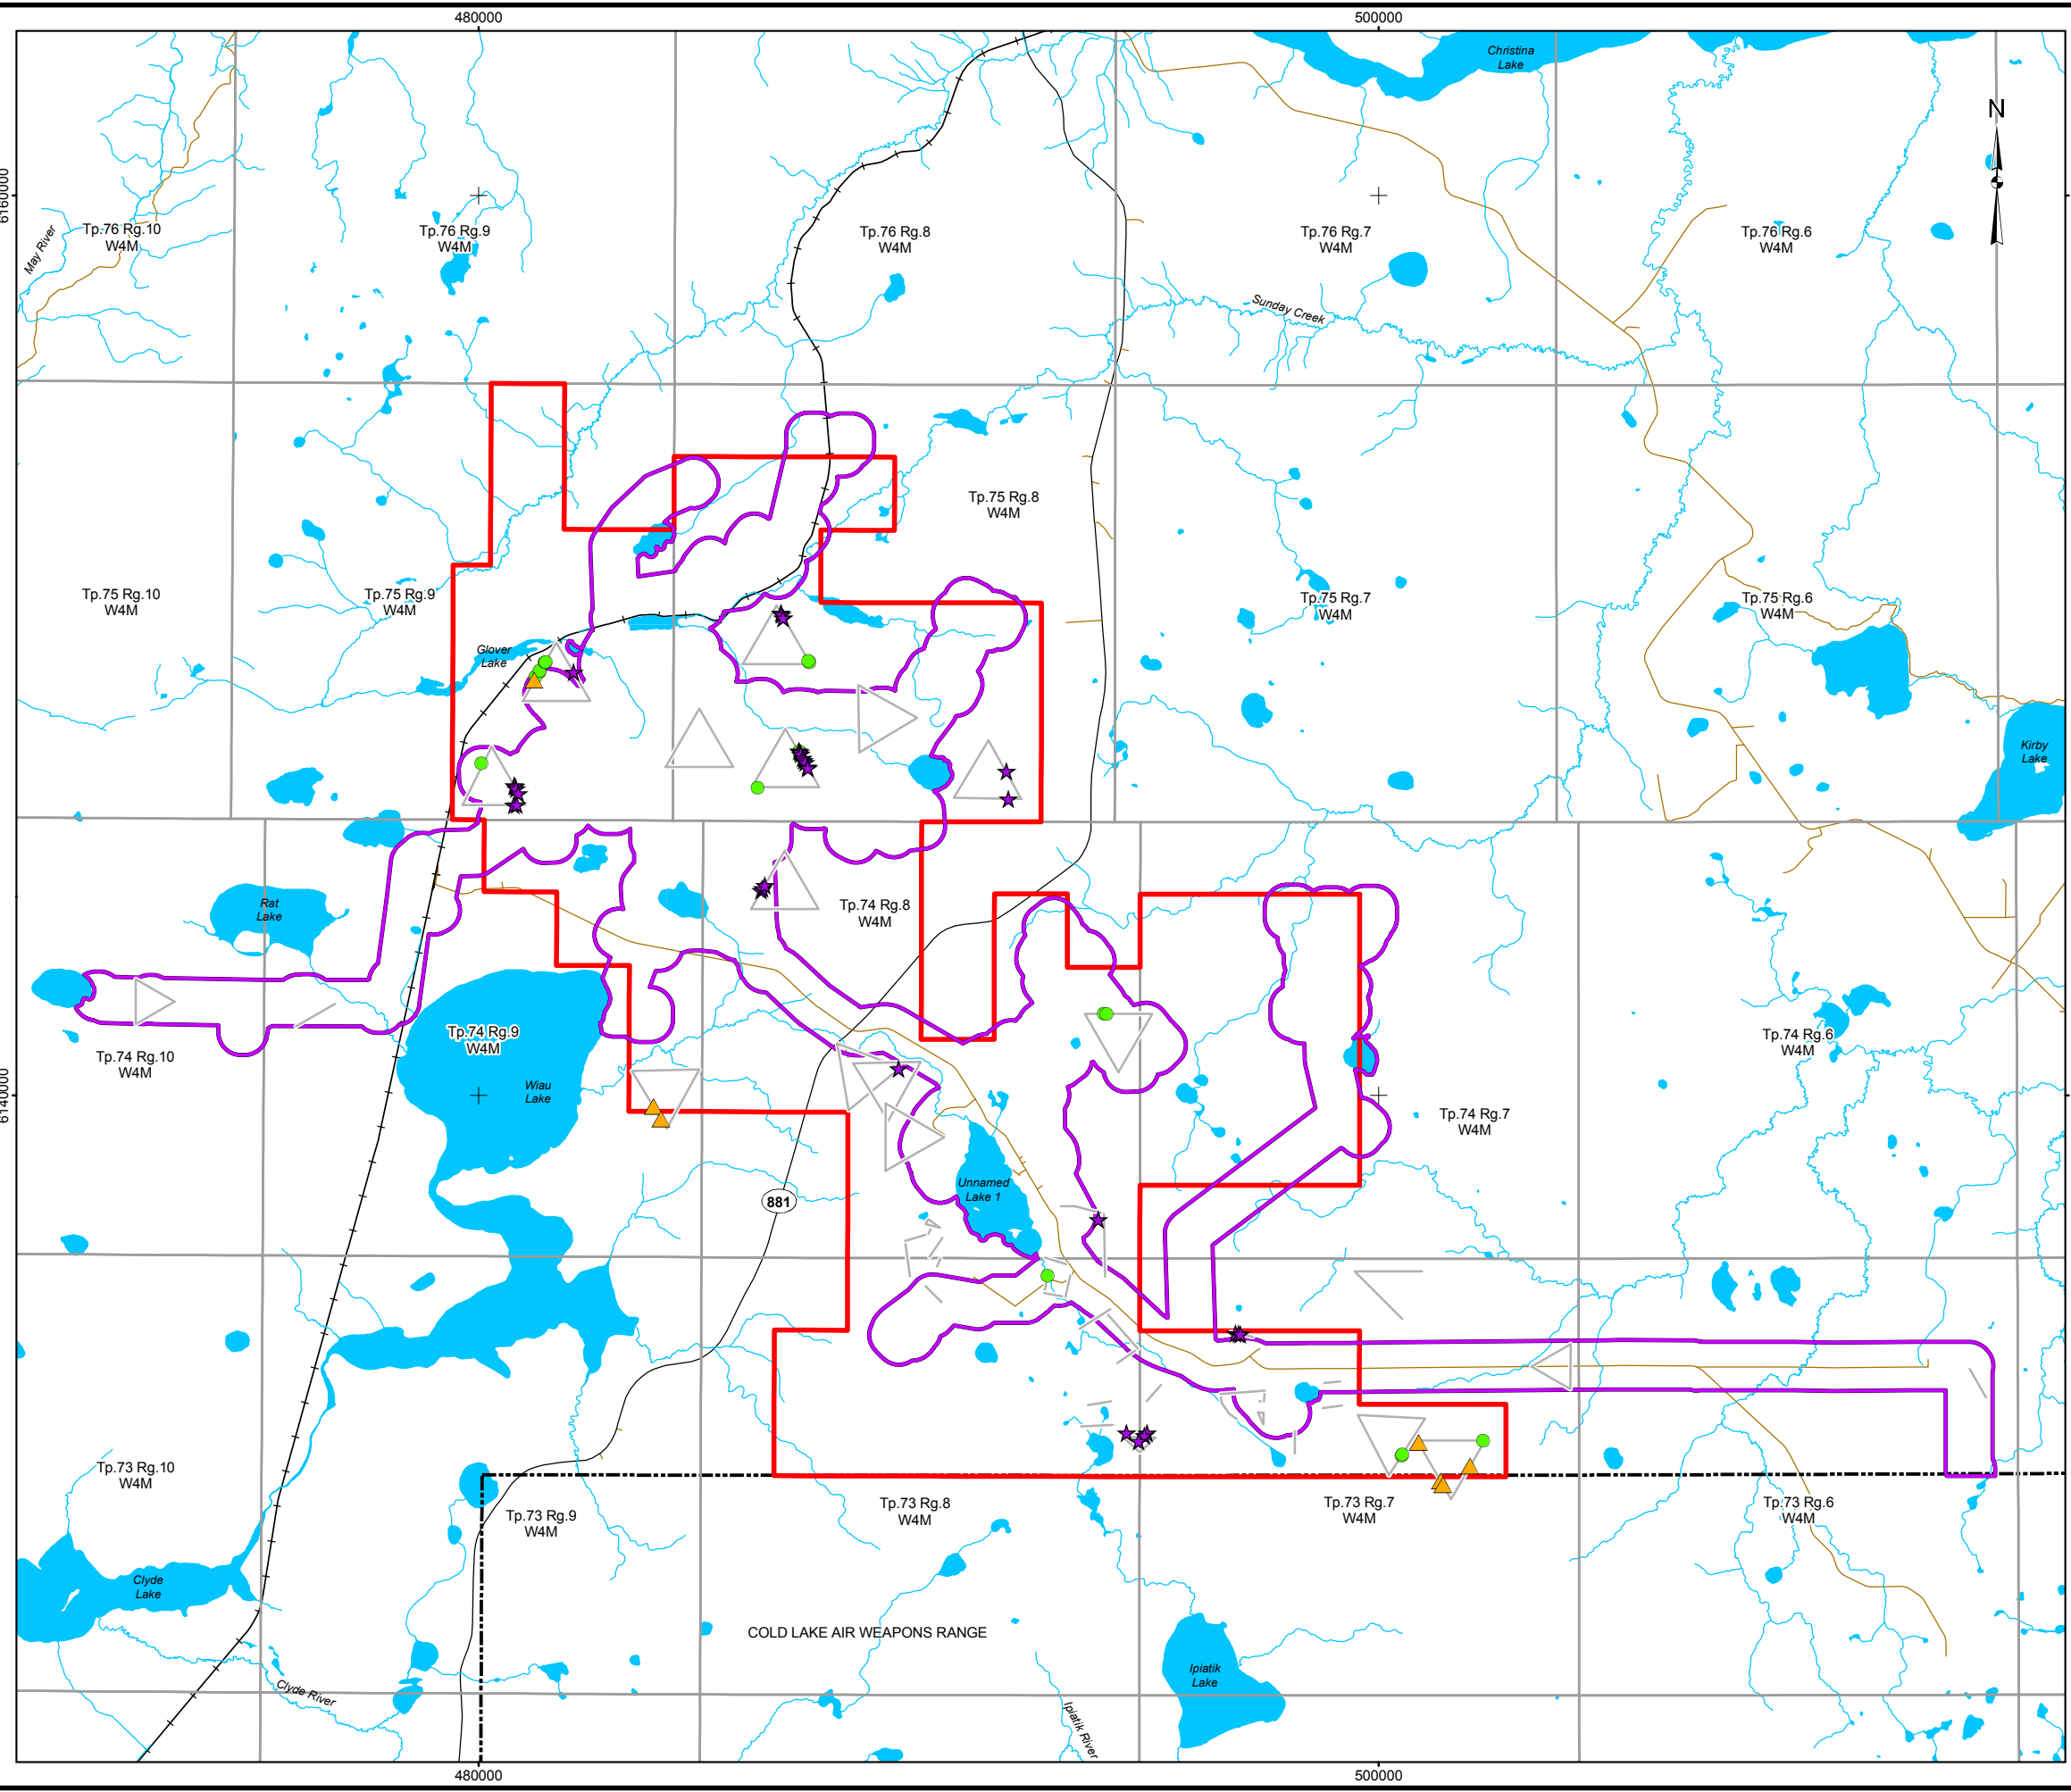 480000
500000
Christina
Lake
N
6160000
May River
Tp.76 Rg.10
W4M
Tp.76 Rg.9
W4M
Tp.76 Rg.8
W4M
Tp.76 Rg.7
W4M
Tp.76 Rg.6
W4M
Sunday Creek
Tp.75 Rg.8
W4M
Tp.75 Rg.10
W4M
Tp.75 Rg.9
W4M
Tp.75 Rg.7
W4M
Tp.75 Rg.6
W4M
Glover
Lake
Kirby
Lake
Rat
Lake
Tp.74 Rg.8
W4M
Tp.74 Rg.9
W4M
Tp.74 Rg.10
W4M
Tp.74 Rg.6
W4M
6140000
Wiau
Lake
Tp.74 Rg.7
W4M
881
Unnamed
Lake 1
Tp.73 Rg.10
W4M
Tp.73 Rg.9
W4M
Tp.73 Rg.8
W4M
Tp.73 Rg.7
W4M
Tp.73 Rg.6
W4M
Clyde
Lake
COLD LAKE AIR WEAPONS RANGE
Ipiatik
Lake
Clyde River
Ipiatik River
480000
500000